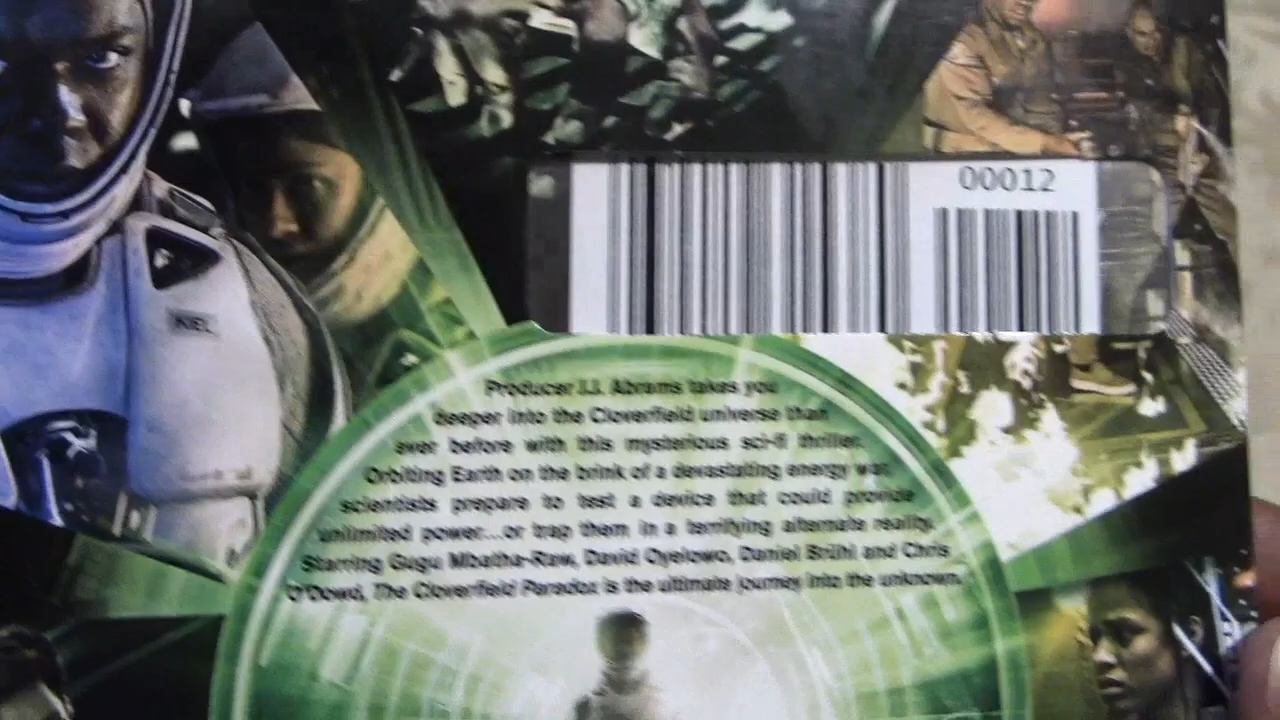 00012
KIEL
Producer J.J. Abrams takes you
deeper into the Cloverfield universe than
ever before with this mysterious sci-fi thriller.
Orbiting Earth on the brink of a devastating energy war,
scientists prepare to test a device that could provide
unlimited power...or trap them in a terrifying alternate reality.
Starring Gugu Mbatha-Raw, David Oyelowo, Daniel Brühl and Chris
O'Dowd, The Cloverfield Paradox is the ultimate journey into the unknown.